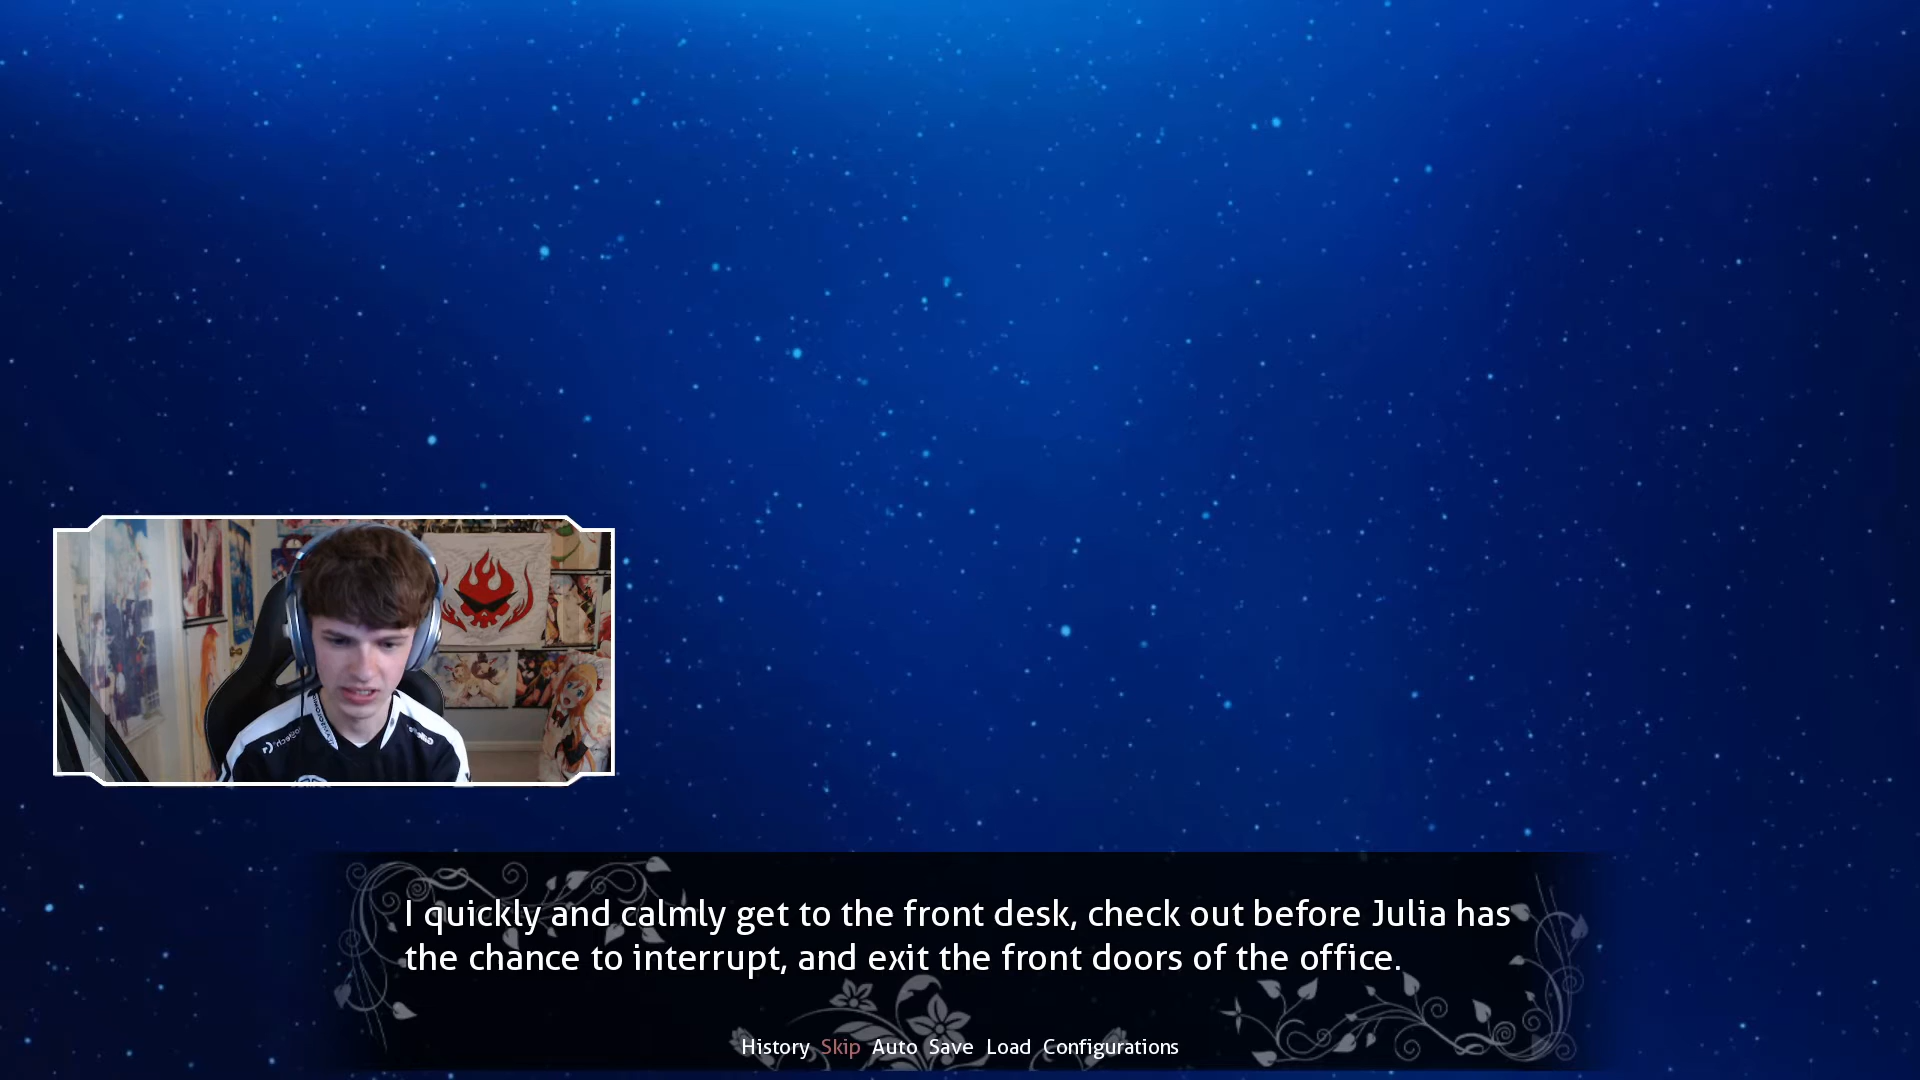 I quickly and calmly get to the front desk, check out before Julia has
the chance to interrupt, and exit the front doors of the office.
History Skip Auto Save Load Configurations